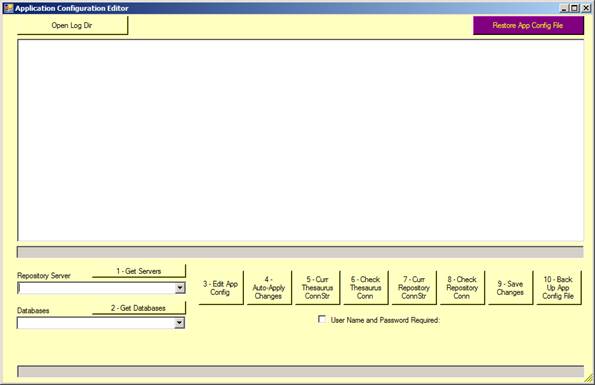 Application Configuration Editor
Open Log Dir
Restore App Config File
Repository Server
1 - Get Servers
Databases
2 - Get Databases
3 - Edit App
Config
4 -
Auto-Apply
Changes
5 - Curr
Thesaurus
ConnStr
6 - Check
Thesaurus
Conn
7 - Curr
Repository
ConnStr
8 - Check
Repository
Conn
9 - Save
Changes
10 - Back
Up App
Config File
User Name and Password Required: